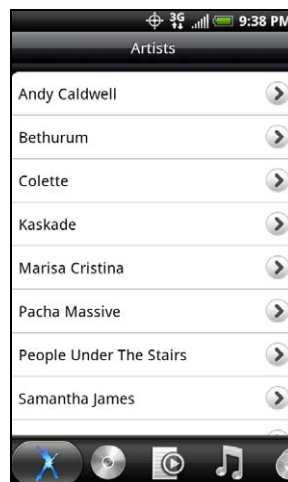 3G 9:38 PM
Artists
Andy Caldwell
Bethurum
Colette
Kaskade
Marisa Cristina
Pacha Massive
People Under The Stairs
Samantha James